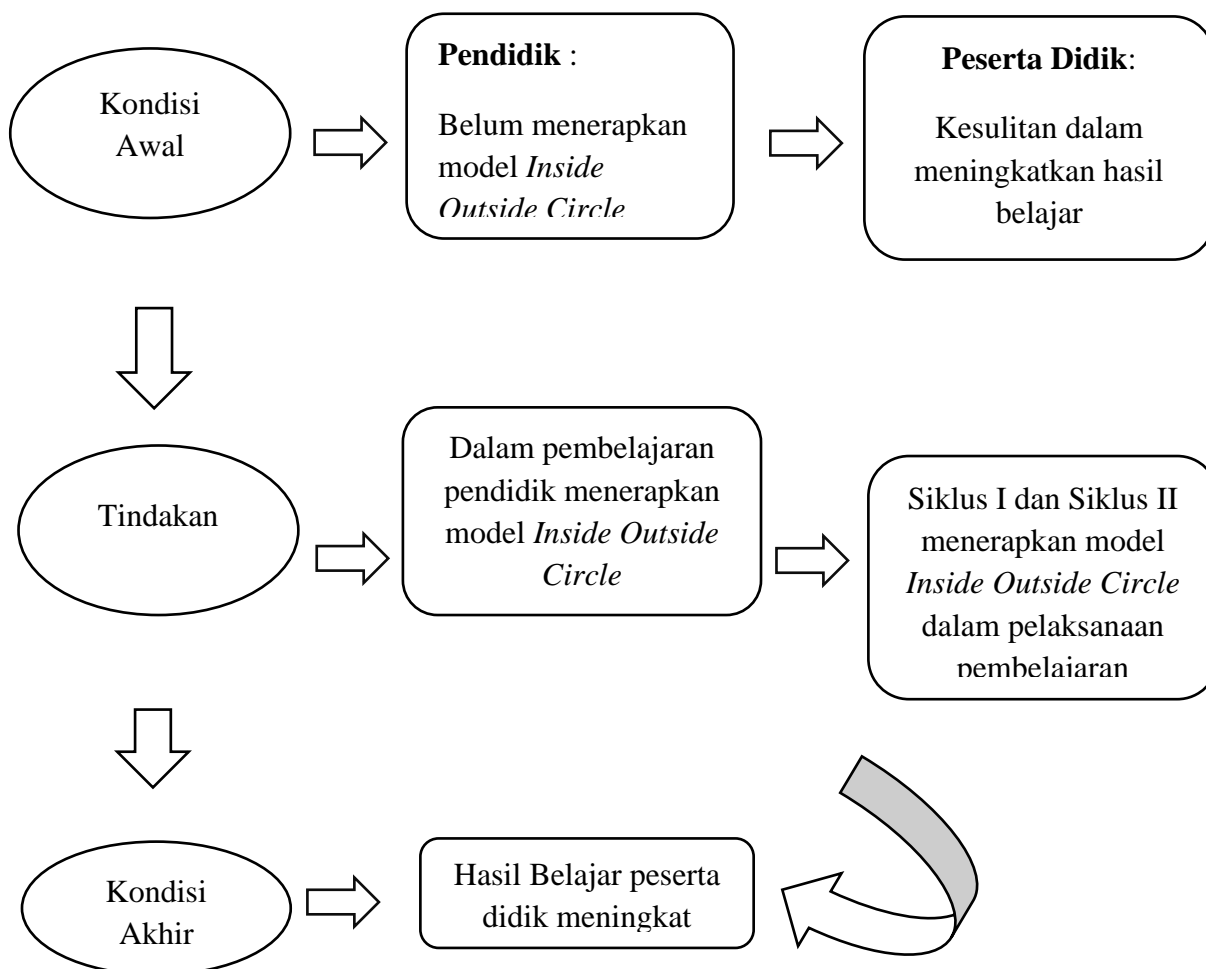 Kondisi
Awal
Pendidik :
Belum menerapkan
model Inside
Outside Circle
Peserta Didik:
Kesulitan dalam
meningkatkan hasil
belajar
Tindakan
Dalam pembelajaran
pendidik menerapkan
model Inside Outside
Circle
Siklus I dan Siklus II
menerapkan model
Inside Outside Circle
dalam pelaksanaan
pembelajaran
Kondisi
Akhir
Hasil Belajar peserta
didik meningkat